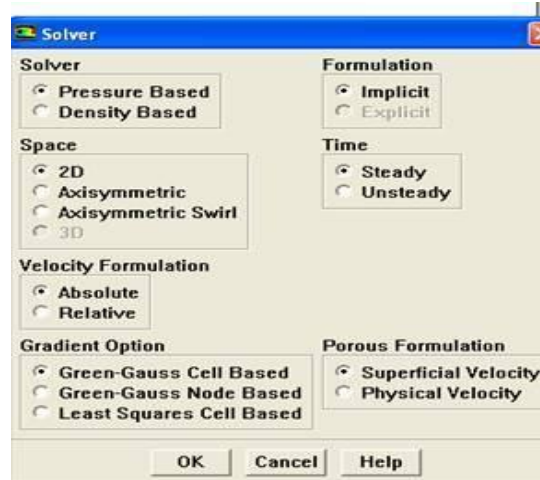 Solver
Solver
Pressure Based
Density Based
Formulation
Implicit
Explicit
Space
2D
Axisymmetric
Axisymmetric Swirl
3D
Time
Steady
Unsteady
Velocity Formulation
Absolute
Relative
Gradient Option
Green-Gauss Cell Based
Green-Gauss Node Based
Least Squares Cell Based
Porous Formulation
Superficial Velocity
Physical Velocity
OK Cancel Help